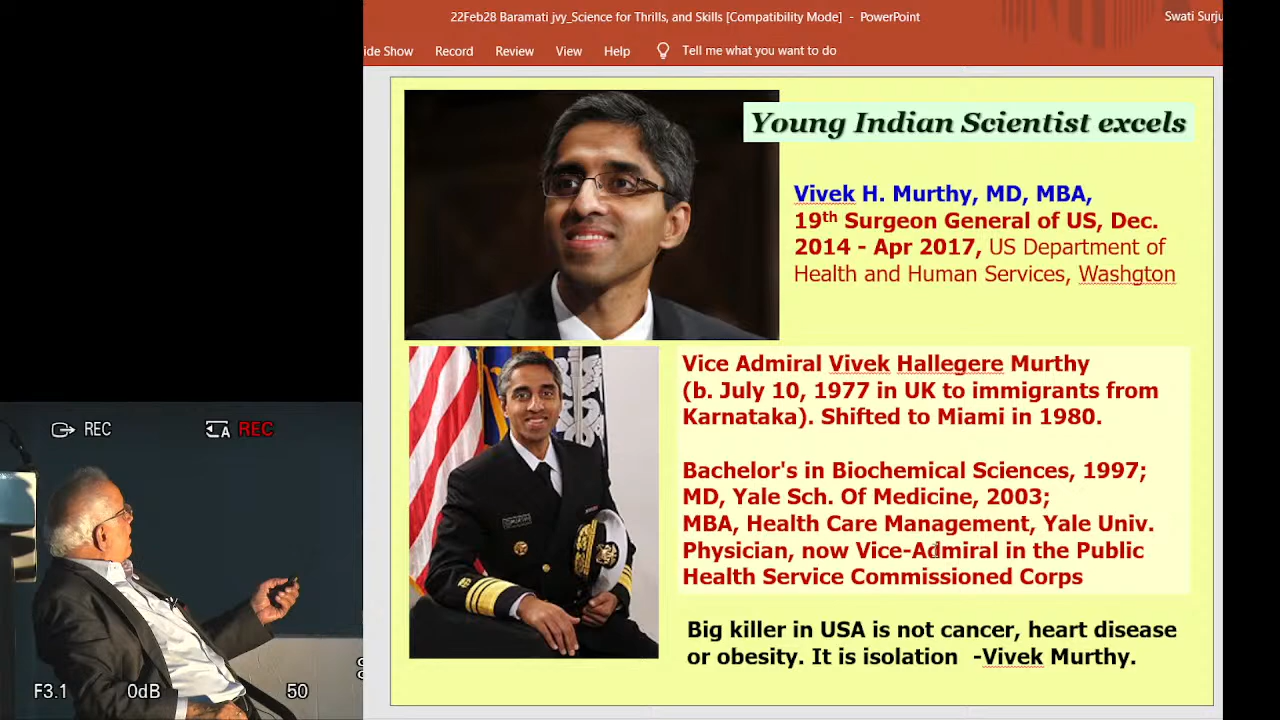 22Feb28 Baramati jvy_Science for Thrills, and Skills [Compatibility Mode] - PowerPoint
Swati Surju
ide Show Record Review View Help Tell me what you want to do
Young Indian Scientist excels
Vivek H. Murthy, MD, MBA,
19th Surgeon General of US, Dec.
2014 - Apr 2017, US Department of
Health and Human Services, Washgton
Vice Admiral Vivek Hallegere Murthy
(b. July 10, 1977 in UK to immigrants from
Karnataka). Shifted to Miami in 1980.
Bachelor's in Biochemical Sciences, 1997;
MD, Yale Sch. Of Medicine, 2003;
MBA, Health Care Management, Yale Univ.
Physician, now Vice-Admiral in the Public
Health Service Commissioned Corps
Big killer in USA is not cancer, heart disease
or obesity. It is isolation -Vivek Murthy.
REC A REC
F3.1 0dB 50